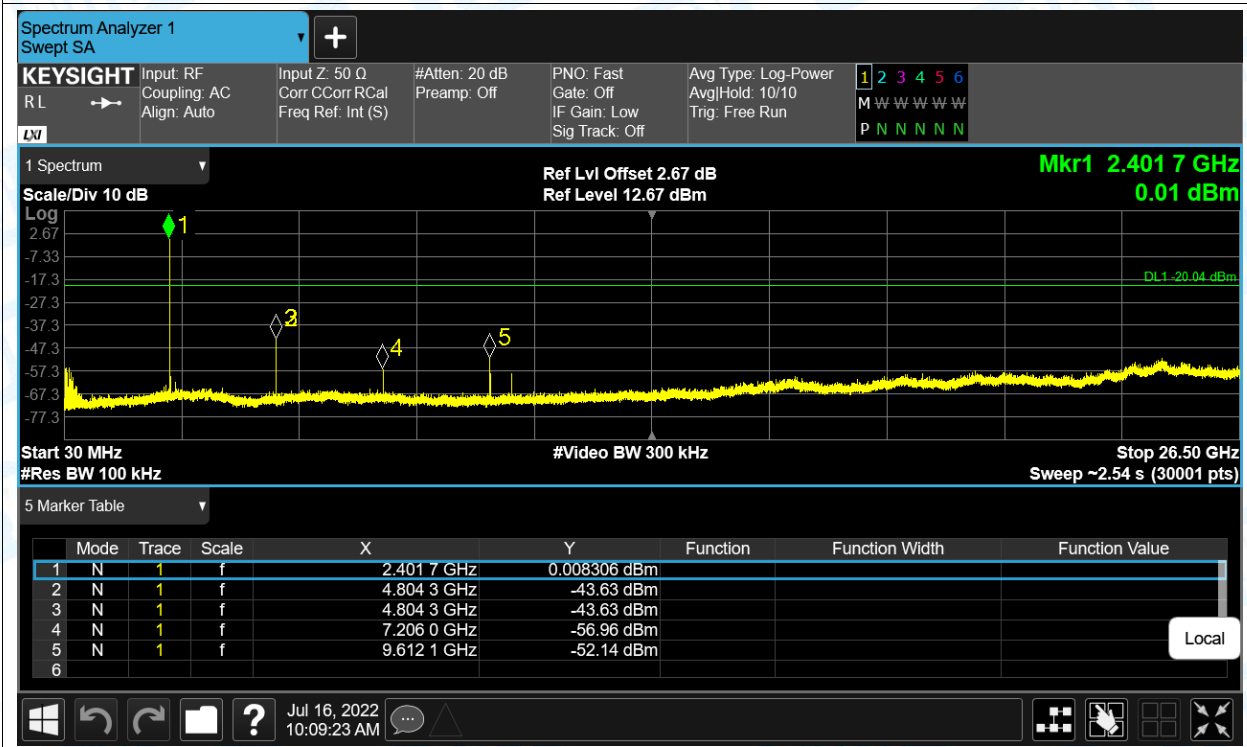 Spectrum Analyzer 1
Swept SA
KEYSIGHT
R L
LXI
Input: RF
Coupling: AC
Align: Auto
Input Z: 50 Ω
Corr CCorr RCal
Freq Ref: Int (S)
#Atten: 20 dB
Preamp: Off
PNO: Fast
Gate: Off
IF Gain: Low
Sig Track: Off
Avg Type: Log-Power
Avg|Hold: 10/10
Trig: Free Run
1 2 3 4 5 6
M W W W W W
P N N N N N
1 Spectrum
Scale/Div 10 dB
Ref Lvl Offset 2.67 dB
Ref Level 12.67 dBm
Mkr1 2.401 7 GHz
0.01 dBm
Log
2.67
-7.33
-17.3
-27.3
-37.3
-47.3
-57.3
-67.3
-77.3
1
3
4
5
DL1 -20.04 dBm
Start 30 MHz
#Video BW 300 kHz
Stop 26.50 GHz
#Res BW 100 kHz
Sweep ~2.54 s (30001 pts)
5 Marker Table
Mode Trace Scale X Y Function Function Width Function Value
1 N 1 f 2.401 7 GHz 0.008306 dBm
2 N 1 f 4.804 3 GHz -43.63 dBm
3 N 1 f 4.804 3 GHz -43.63 dBm
4 N 1 f 7.206 0 GHz -56.96 dBm
5 N 1 f 9.612 1 GHz -52.14 dBm
6
Local
?
Jul 16, 2022
10:09:23 AM